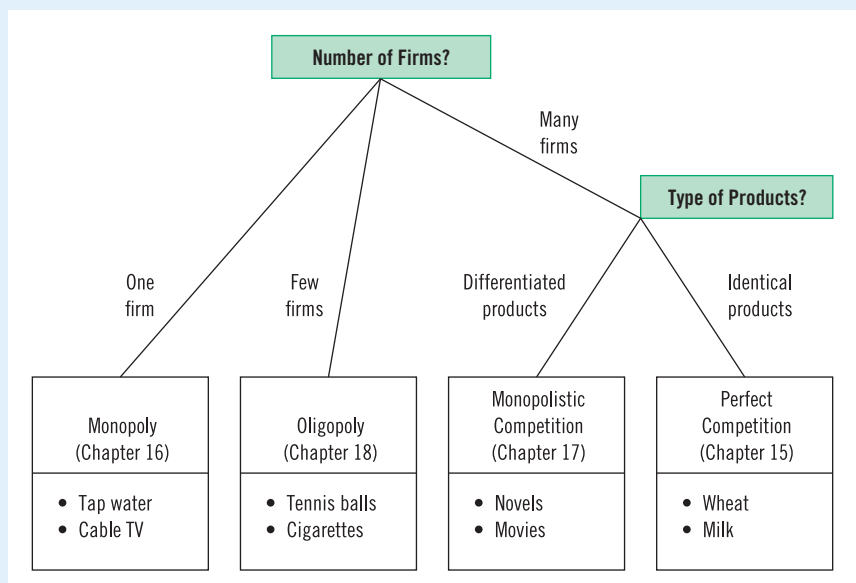 Number of Firms?
Many
firms
Type of Products?
One
firm
Few
firms
Differentiated
products
Identical
products
Monopoly
(Chapter 16)
• Tap water
• Cable TV
Oligopoly
(Chapter 18)
• Tennis balls
• Cigarettes
Monopolistic
Competition
(Chapter 17)
• Novels
• Movies
Perfect
Competition
(Chapter 15)
• Wheat
• Milk